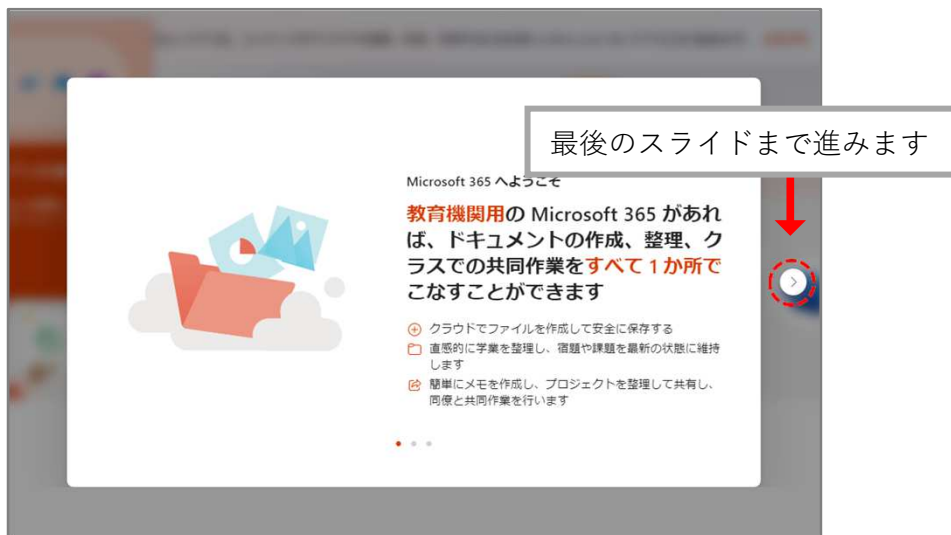 最後のスライドまで進みます
Microsoft 365 へようこそ
教育機関用の Microsoft 365 があれ
ば、ドキュメントの作成、整理、ク
ラスでの共同作業をすべて 1 か所で
こなすことができます
クラウドでファイルを作成して安全に保存する
直感的に学業を整理し、宿題や課題を最新の状態に維持
します
簡単にメモを作成し、プロジェクトを整理して共有し、
同僚と共同作業を行います